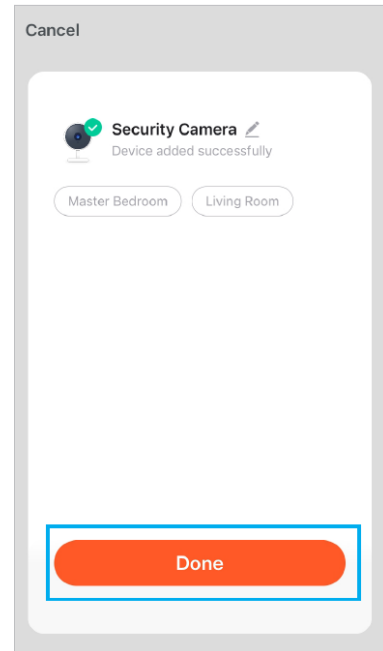 Cancel
Security Camera
Device added successfully
Master Bedroom Living Room
Done